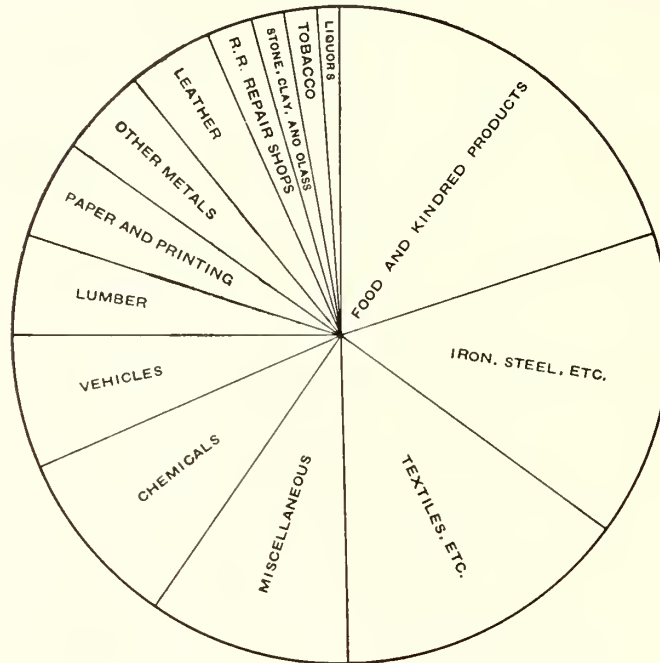 FOOD AND KINDRED PRODUCTS
IRON, STEEL, ETC.
TEXTILES, ETC.
MISCELLANEOUS
CHEMICALS
VEHICLES
LUMBER
PAPER AND PRINTING
OTHER METALS
LEATHER
R.R. REPAIR SHOPS
STONE, CLAY, AND GLASS
TOBACCO
LIQUORS